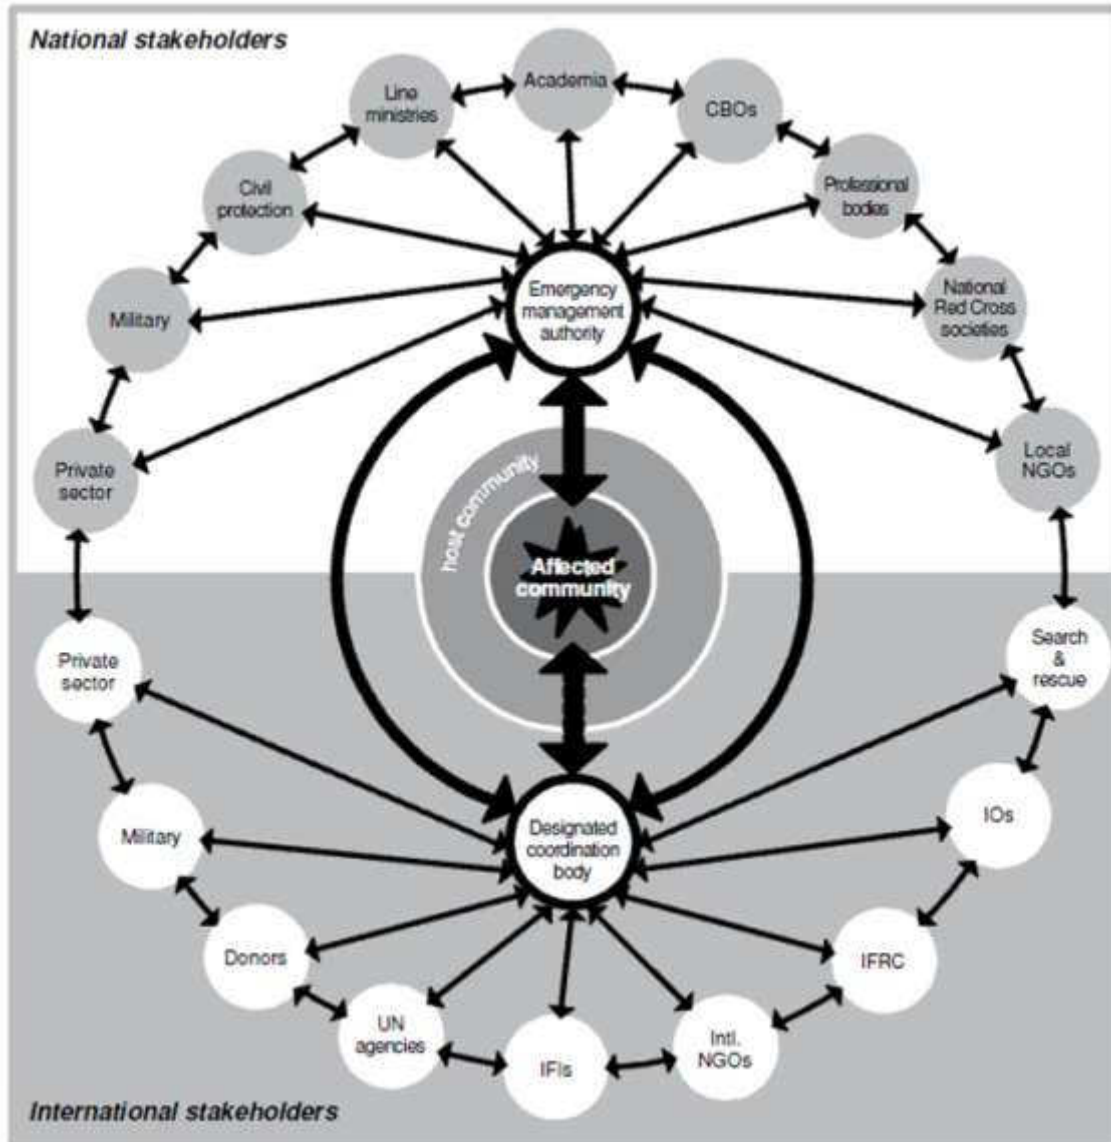 National stakeholders
Academia
Line
ministries
CBOs
Civil
protection
Professional
bodies
Military
Emergency
management
authority
National
Red Cross
societies
Private
sector
Local
NGOs
host community
Affected
community
Private
sector
Search
&
rescue
Military
Designated
coordination
body
IOs
Donors
IFRC
UN
agencies
IFIs
Intl.
NGOs
International stakeholders